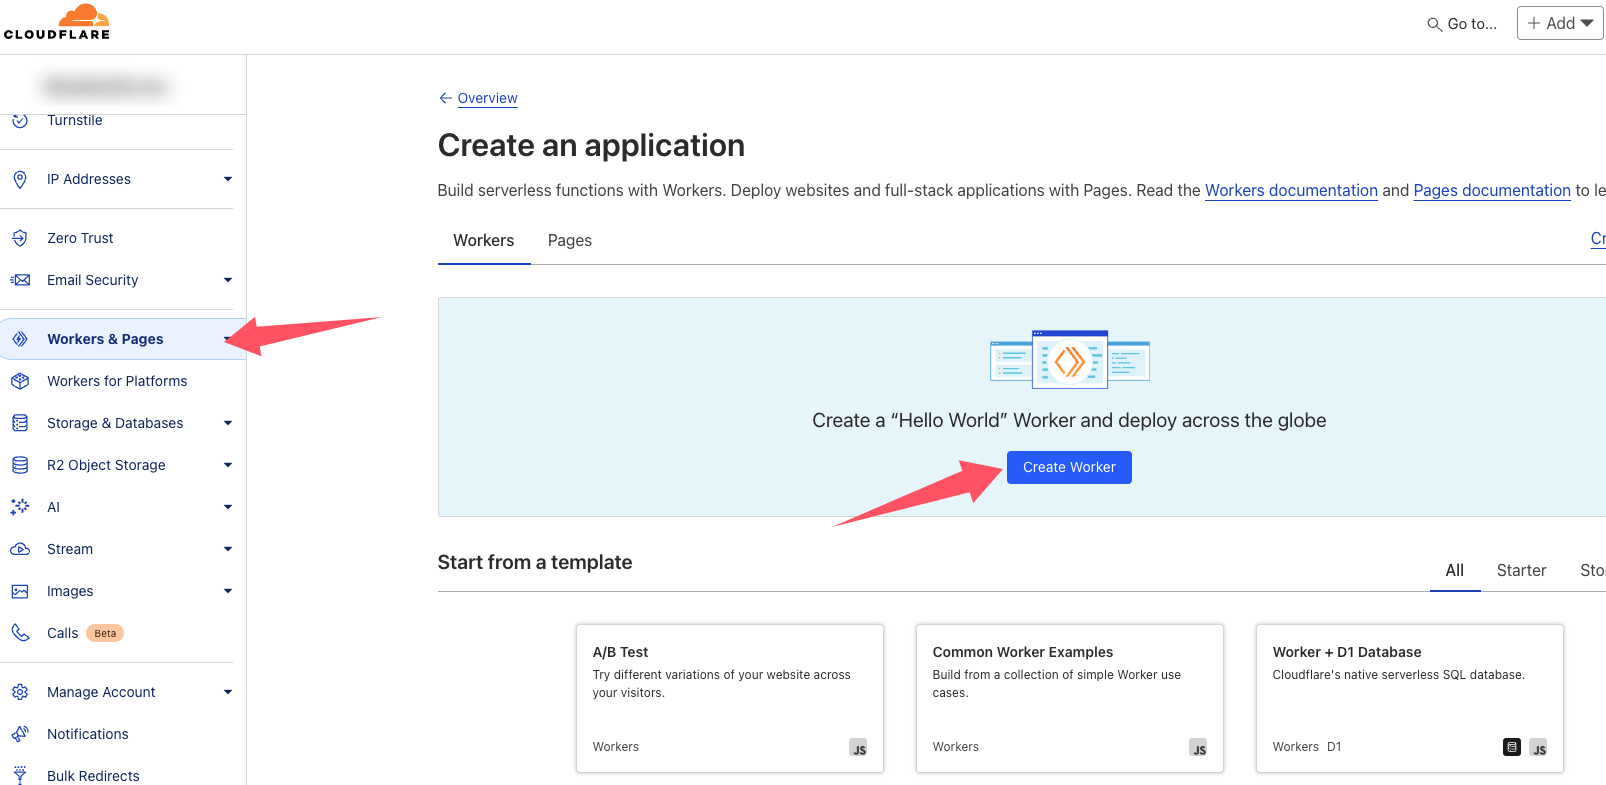 CLOUDFLARE
Go to...
+ Add
Turnstile
IP Addresses
Zero Trust
Email Security
Workers & Pages
Workers for Platforms
Storage & Databases
R2 Object Storage
AI
Stream
Images
Calls Beta
Manage Account
Notifications
Bulk Redirects
← Overview
Create an application
Build serverless functions with Workers. Deploy websites and full-stack applications with Pages. Read the Workers documentation and Pages documentation to le
Workers Pages
Cr
Create a “Hello World” Worker and deploy across the globe
Create Worker
Start from a template
All Starter Sto
A/B Test
Try different variations of your website across
your visitors.
Workers JS
Common Worker Examples
Build from a collection of simple Worker use
cases.
Workers JS
Worker + D1 Database
Cloudflare's native serverless SQL database.
Workers D1 JS